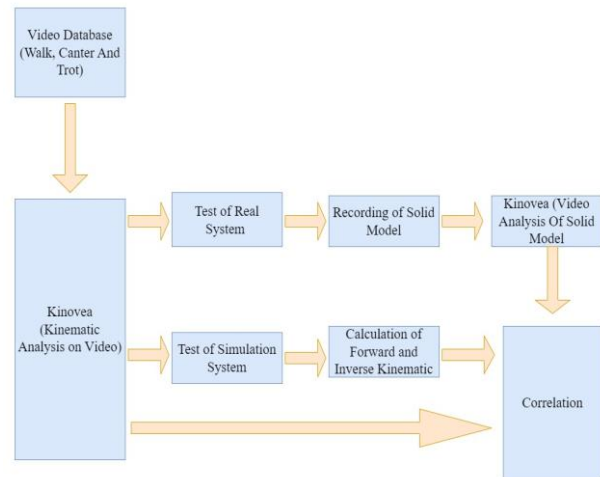 Video Database
(Walk, Canter And
Trot)
Test of Real
System
Recording of Solid
Model
Kinovea (Video
Analysis Of Solid
Model
Kinovea
(Kinematic
Analysis on Video)
Test of Simulation
System
Calculation of
Forward and
Inverse Kinematic
Correlation